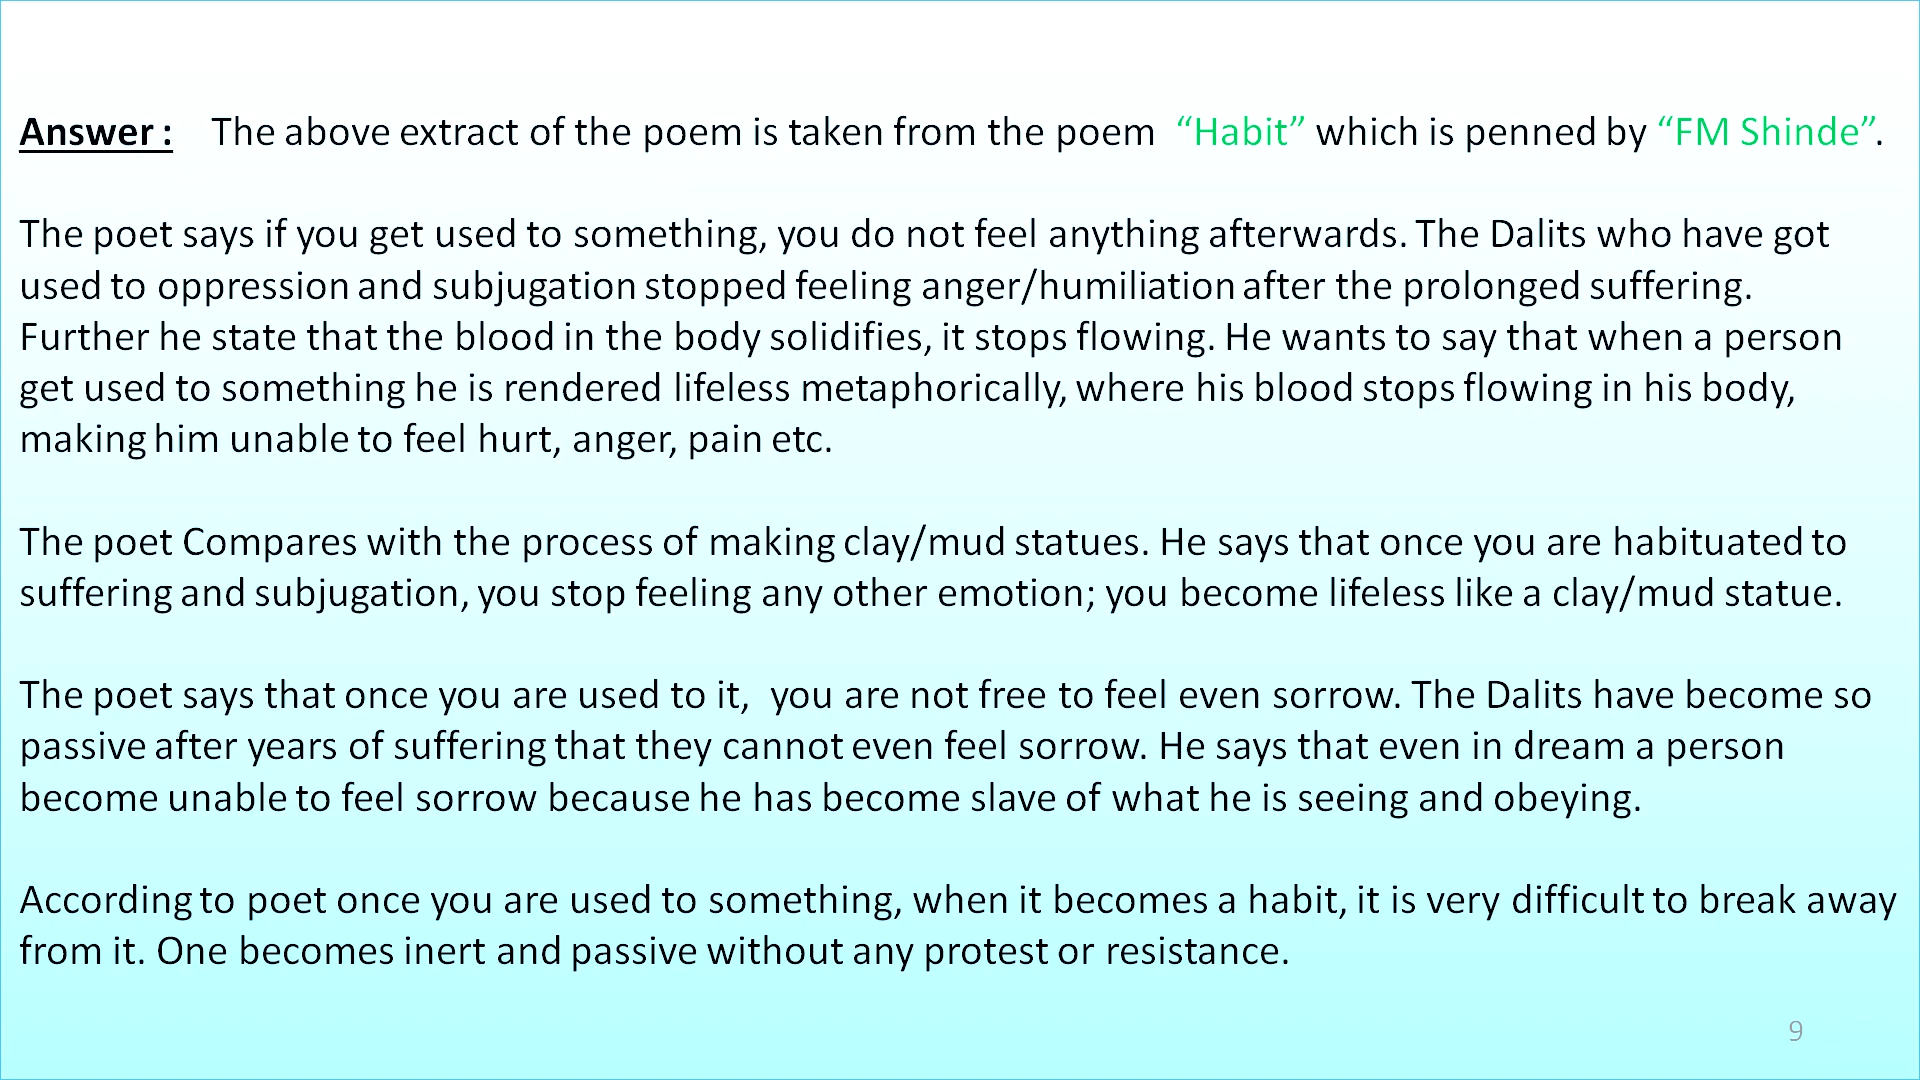 Answer :    The above extract of the poem is taken from the poem “Habit” which is penned by “FM Shinde”.
The poet says if you get used to something, you do not feel anything afterwards. The Dalits who have got
used to oppression and subjugation stopped feeling anger/humiliation after the prolonged suffering.
Further he state that the blood in the body solidifies, it stops flowing. He wants to say that when a person
get used to something he is rendered lifeless metaphorically, where his blood stops flowing in his body,
making him unable to feel hurt, anger, pain etc.
The poet Compares with the process of making clay/mud statues. He says that once you are habituated to
suffering and subjugation, you stop feeling any other emotion; you become lifeless like a clay/mud statue.
The poet says that once you are used to it,  you are not free to feel even sorrow. The Dalits have become so
passive after years of suffering that they cannot even feel sorrow. He says that even in dream a person
become unable to feel sorrow because he has become slave of what he is seeing and obeying.
According to poet once you are used to something, when it becomes a habit, it is very difficult to break away
from it. One becomes inert and passive without any protest or resistance.
9